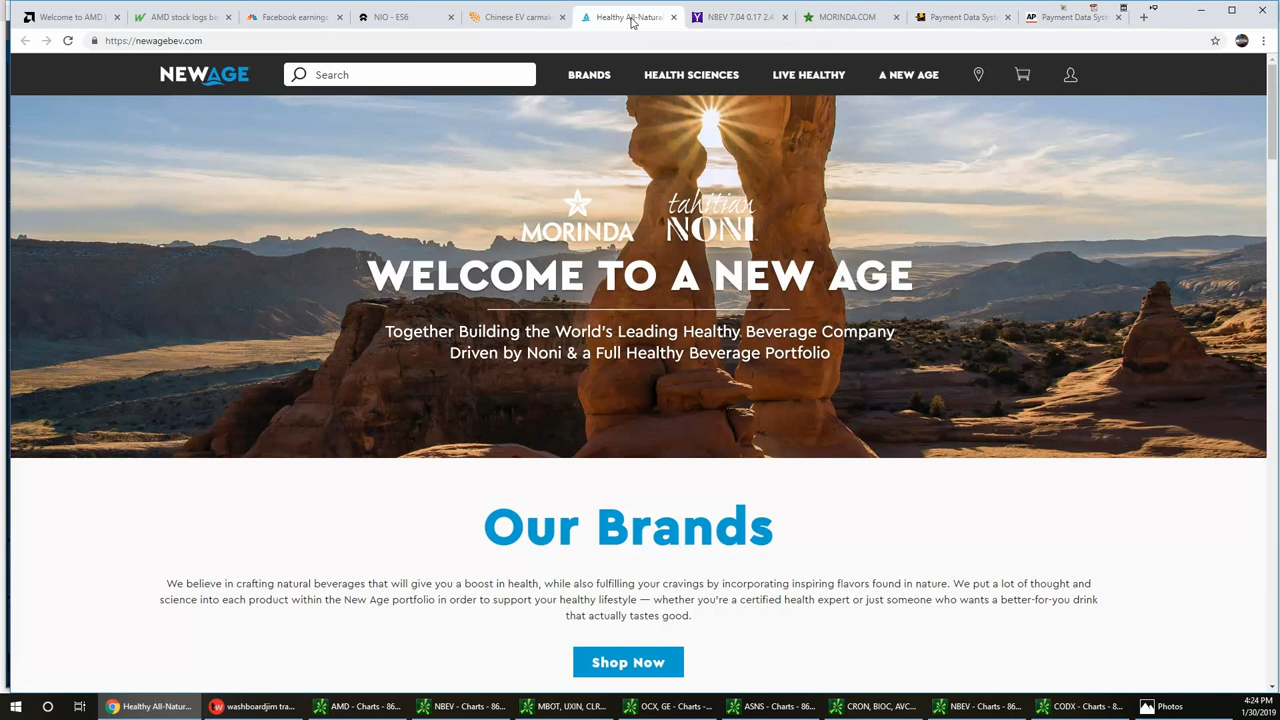 Welcome to AMD |
AMD stock logs be
Facebook earnings
NIO - ES6
Chinese EV carmak
Healthy All-Natural
NBEV 7.04 0.17 2.4
MORINDA.COM
Payment Data Syst
AP Payment Data Syst
https://newagebev.com
NEWAGE
Search
BRANDS
HEALTH SCIENCES
LIVE HEALTHY
A NEW AGE
MORINDA
tahitian NONI
WELCOME TO A NEW AGE
Together Building the World's Leading Healthy Beverage Company
Driven by Noni & a Full Healthy Beverage Portfolio
Our Brands
We believe in crafting natural beverages that will give you a boost in health, while also fulfilling your cravings by incorporating inspiring flavors found in nature. We put a lot of thought and
science into each product within the New Age portfolio in order to support your healthy lifestyle — whether you're a certified health expert or just someone who wants a better-for-you drink
that actually tastes good.
Shop Now
Healthy All-Natur...
washboardjim tra...
AMD - Charts - 86...
NBEV - Charts - 86...
MBOT, UXIN, CLR...
OCX, GE - Charts -...
ASNS - Charts - 86...
CRON, BIOC, AVC...
NBEV - Charts - 86...
CODX - Charts - 8...
Photos
4:24 PM
1/30/2019